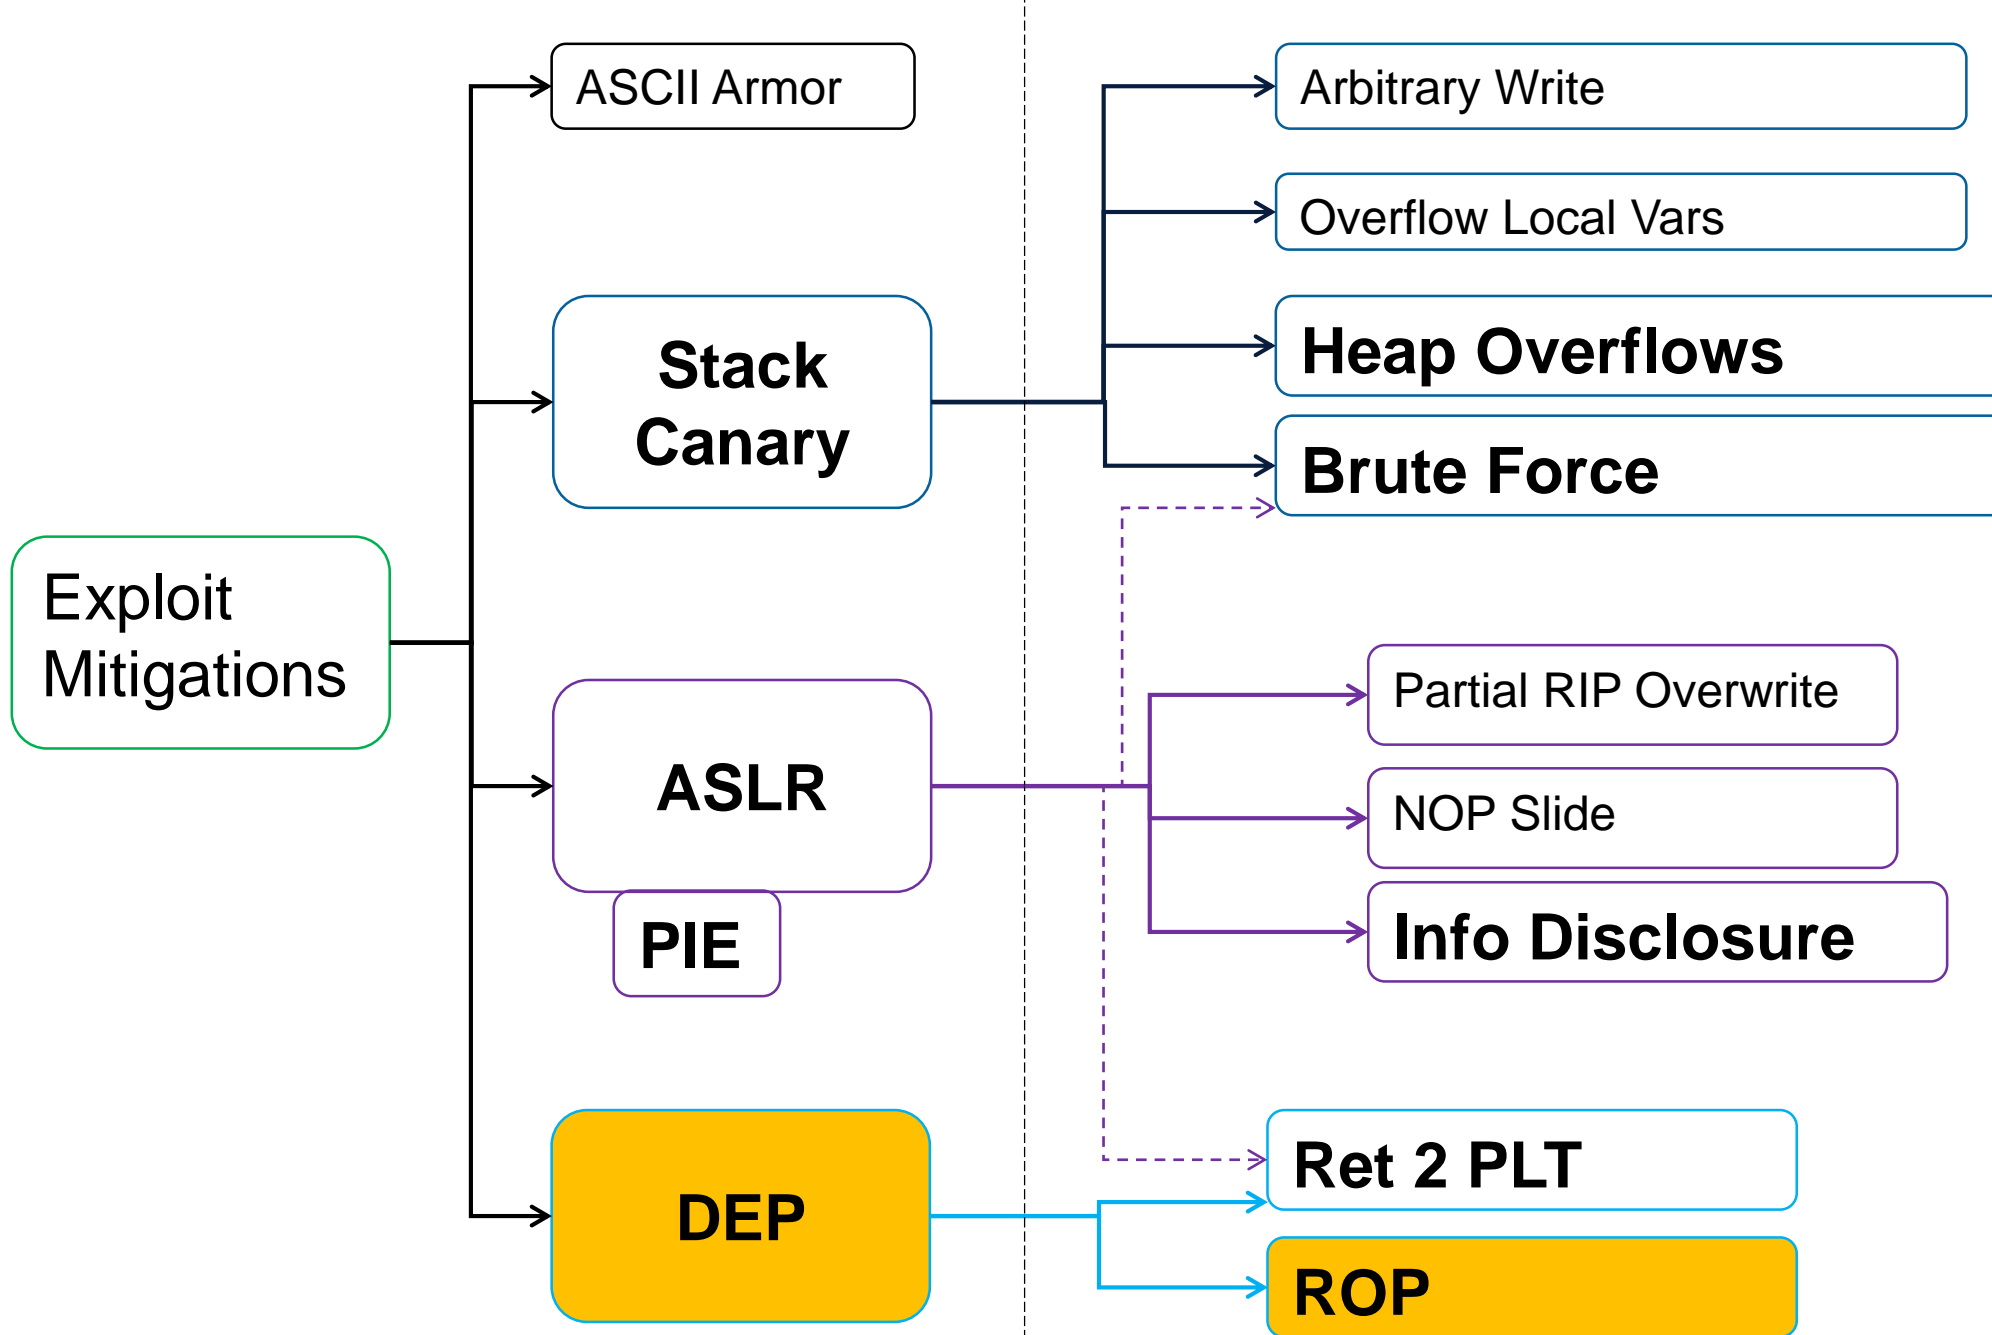 ASCII Armor
Arbitrary Write
Overflow Local Vars
Stack
Canary
Heap Overflows
Brute Force
Exploit
Mitigations
ASLR
PIE
Partial RIP Overwrite
NOP Slide
Info Disclosure
DEP
Ret 2 PLT
ROP